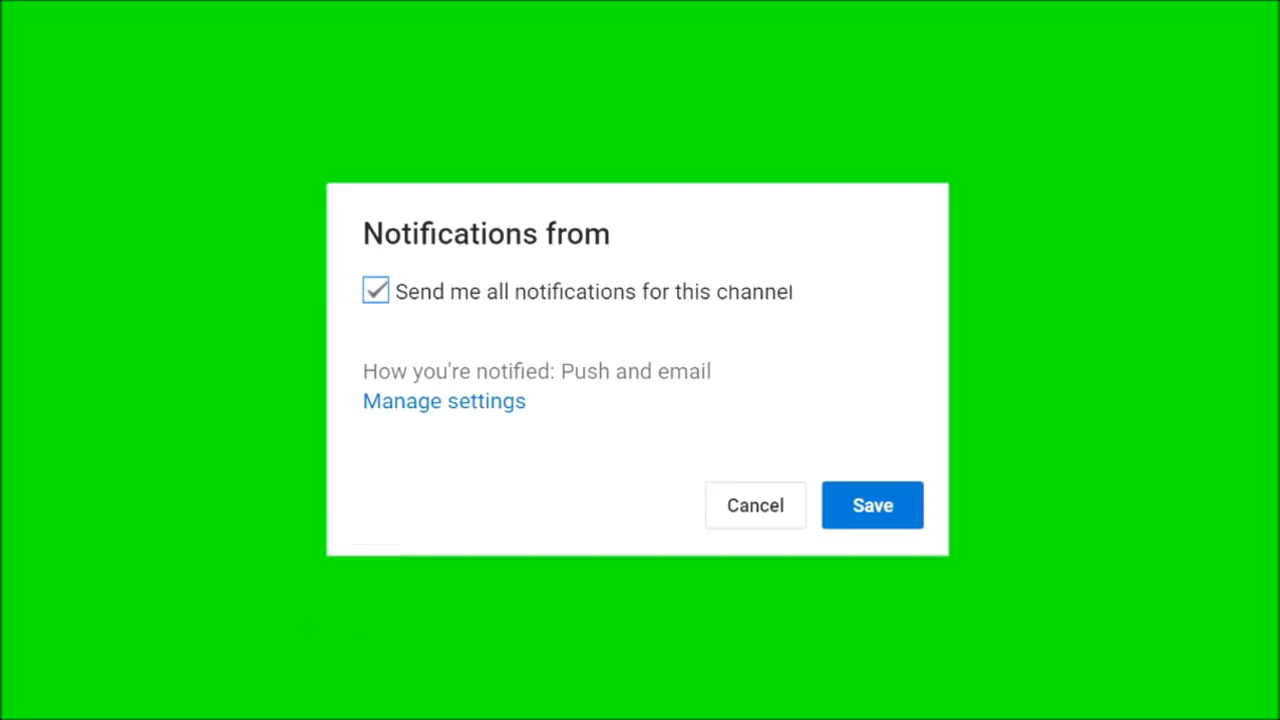 Notifications from
Send me all notifications for this channel
How you're notified: Push and email
Manage settings
Cancel
Save